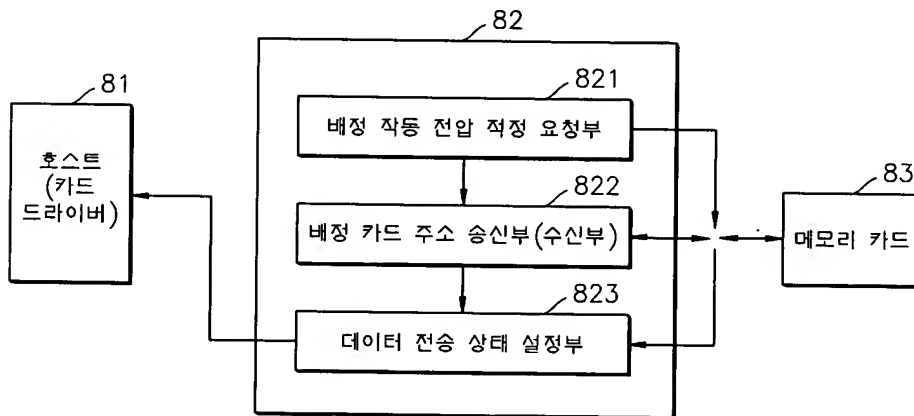 82
81
821
배정 작동 전압 적정 요청부
호스트
(카드
드라이버)
822
83
배정 카드 주소 송신부(수신부)
메모리 카드
823
데이터 전송 상태 설정부